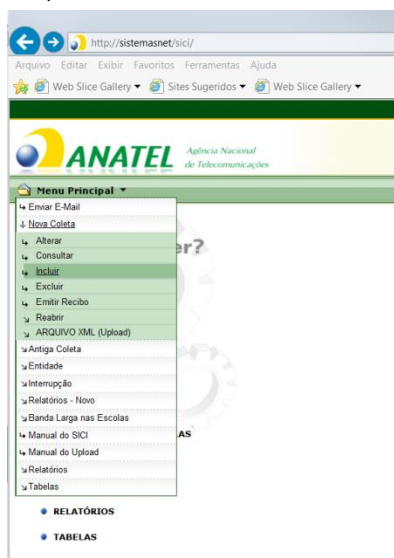 http://sistemasnet/sici/
Arquivo Editar Exibir Favoritos Ferramentas Ajuda
Web Slice Gallery Sites Sugeridos Web Slice Gallery
ANATEL Agência Nacional
de Telecomunicações
Menu Principal
Enviar E-Mail
Nova Coleta
Alterar
er?
Consultar
Incluir
Excluir
Emitir Recibo
Reabrir
ARQUIVO XML (Upload)
Antiga Coleta
Entidade
Interrupção
Relatórios - Novo
Banda Larga nas Escolas
Manual do SICI
AS
Manual do Upload
Relatórios
Tabelas
RELATÓRIOS
TABELAS